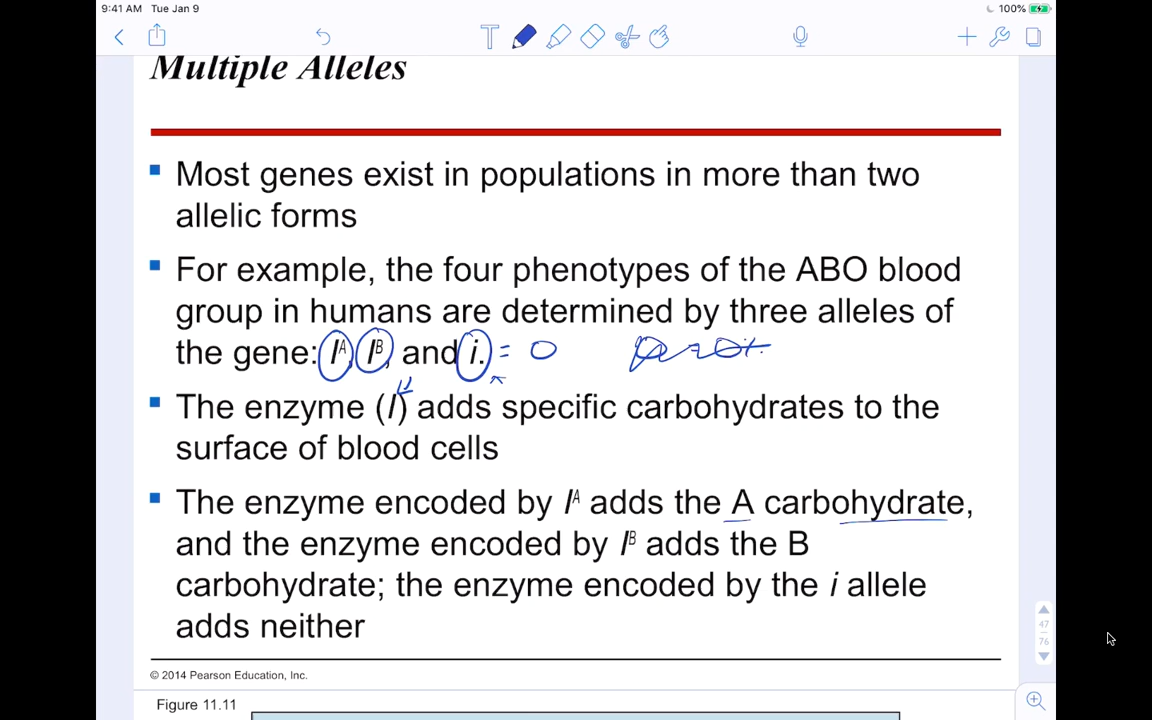 9:41 AM Tue Jan 9
100%
Multiple Alleles
Most genes exist in populations in more than two
allelic forms
For example, the four phenotypes of the ABO blood
group in humans are determined by three alleles of
the gene: Iᴬ, Iᴮ, and i. = O
The enzyme (I) adds specific carbohydrates to the
surface of blood cells
The enzyme encoded by Iᴬ adds the A carbohydrate,
and the enzyme encoded by Iᴮ adds the B
carbohydrate; the enzyme encoded by the i allele
adds neither
47
76
© 2014 Pearson Education, Inc.
Figure 11.11